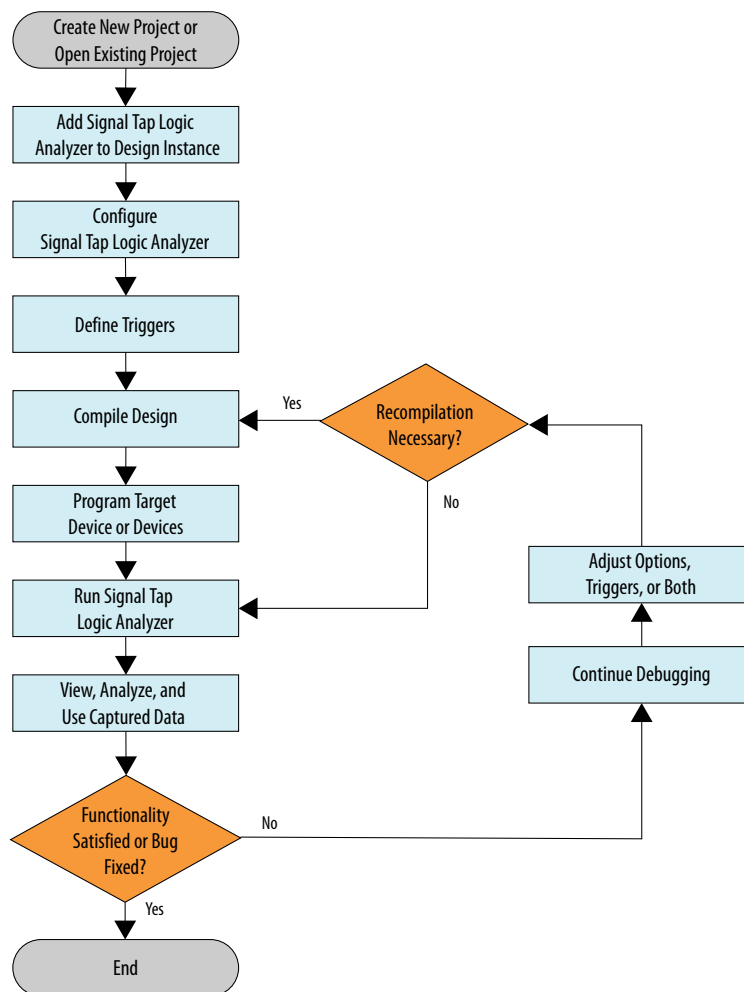 Create New Project or
Open Existing Project
Add Signal Tap Logic
Analyzer to Design Instance
Configure
Signal Tap Logic Analyzer
Define Triggers
Compile Design
Yes
Recompilation
Necessary?
No
Program Target
Device or Devices
Adjust Options,
Triggers, or Both
Run Signal Tap
Logic Analyzer
Continue Debugging
View, Analyze, and
Use Captured Data
Functionality
Satisfied or Bug
Fixed?
No
Yes
End